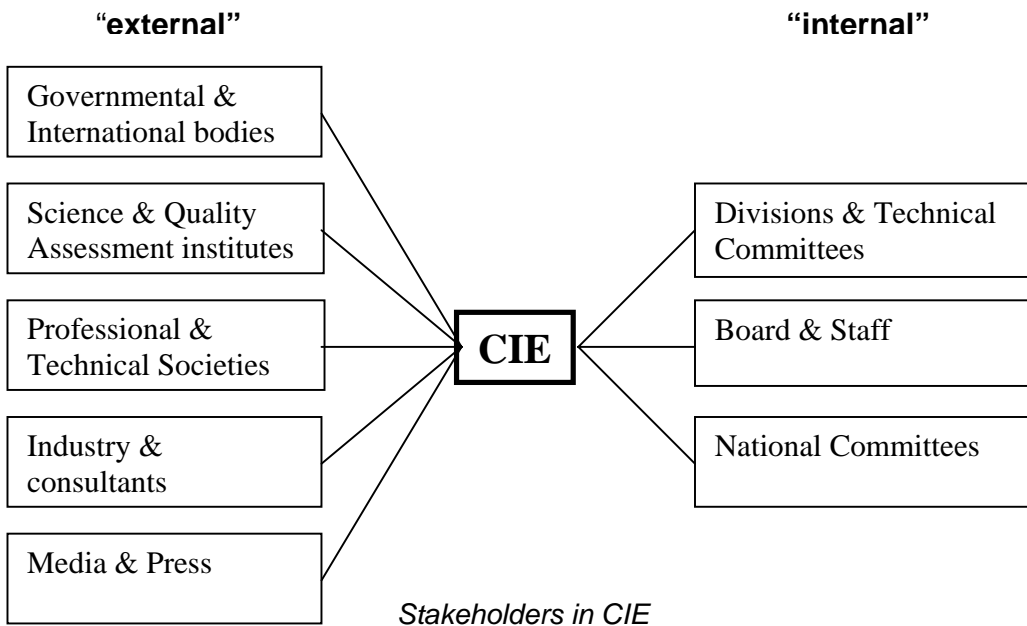 “external”
“internal”
Governmental &
International bodies
Science & Quality
Assessment institutes
Professional &
Technical Societies
Industry &
consultants
Media & Press
CIE
Divisions & Technical
Committees
Board & Staff
National Committees
Stakeholders in CIE